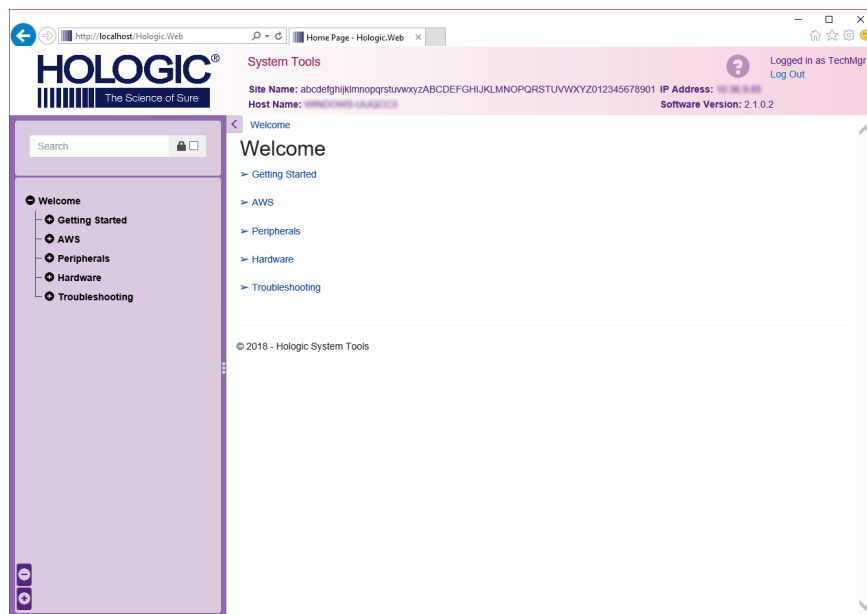 http://localhost/Hologic.Web
Home Page - Hologic.Web
HOLOGIC®
The Science of Sure
System Tools
Logged in as TechMgr
Log Out
Site Name: abcdefghijklmnopqrstuvwxyzABCDEFGHIJKLMNOPQRSTUVWXYZ012345678901 IP Address:
Host Name:
Software Version: 2.1.0.2
Search
Welcome
Getting Started
AWS
Peripherals
Hardware
Troubleshooting
Welcome
Welcome
➢ Getting Started
➢ AWS
➢ Peripherals
➢ Hardware
➢ Troubleshooting
© 2018 - Hologic System Tools